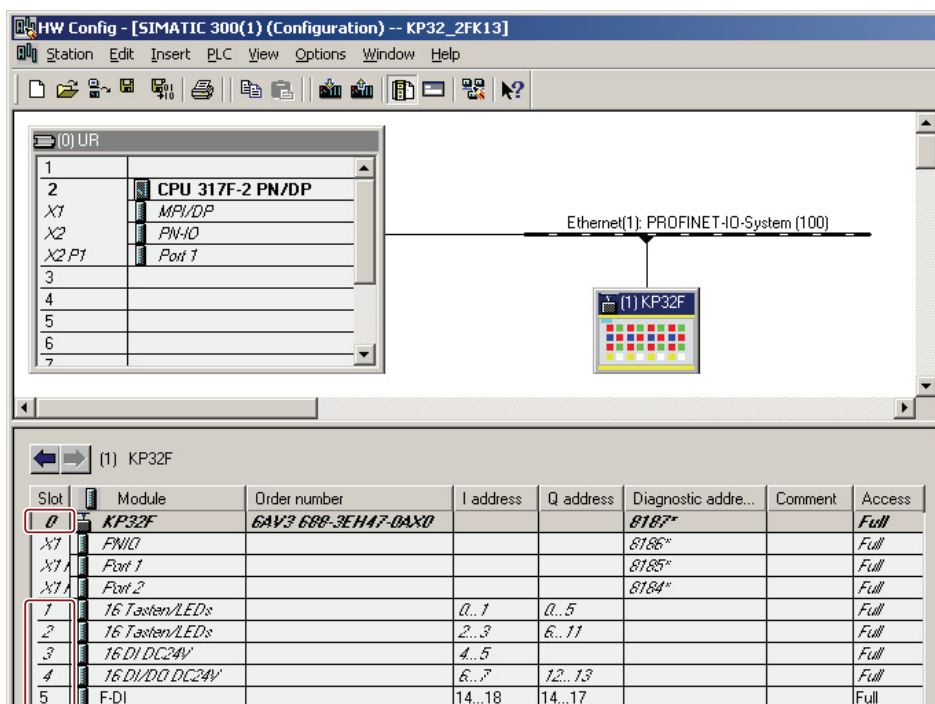 HW Config - [SIMATIC 300(1) (Configuration) -- KP32_2FK13]
Station Edit Insert PLC View Options Window Help
(0) UR
1
2 CPU 317F-2 PN/DP
X1 MPI/DP
X2 PN-IO
X2 P1 Port 1
3
4
5
6
7
Ethernet(1): PROFINET-IO-System (100)
(1) KP32F
(1) KP32F
Slot Module Order number I address Q address Diagnostic addre... Comment Access
0 KP32F 6AV3 688-3EH47-0AX0 8187* Full
X1 PNIO 8186* Full
X1 Port 1 8185* Full
X1 Port 2 8184* Full
1 16 Tasten/LEDs 0...1 0...5 Full
2 16 Tasten/LEDs 2...3 6...11 Full
3 16 DI DC24V 4...5 Full
4 16 DI/DO DC24V 6...7 12...13 Full
5 F-DI 14...18 14...17 Full